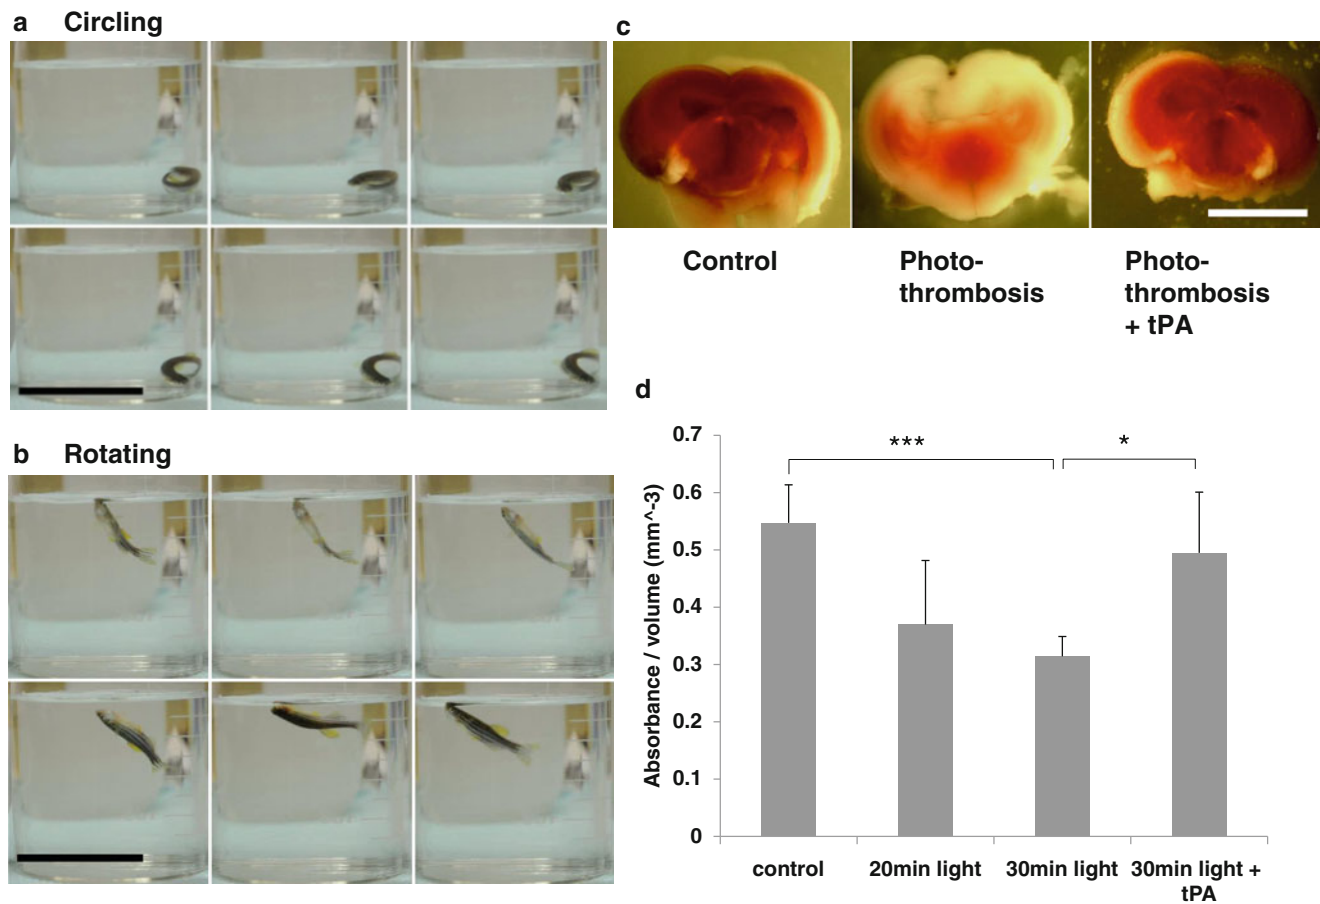 a Circling
b Rotating
c
Control
Photo-
thrombosis
Photo-
thrombosis
+ tPA
d
Absorbance / volume (mm^-3)
0.7
0.6
0.5
0.4
0.3
0.2
0.1
0
***
*
control
20min light
30min light
30min light +
tPA